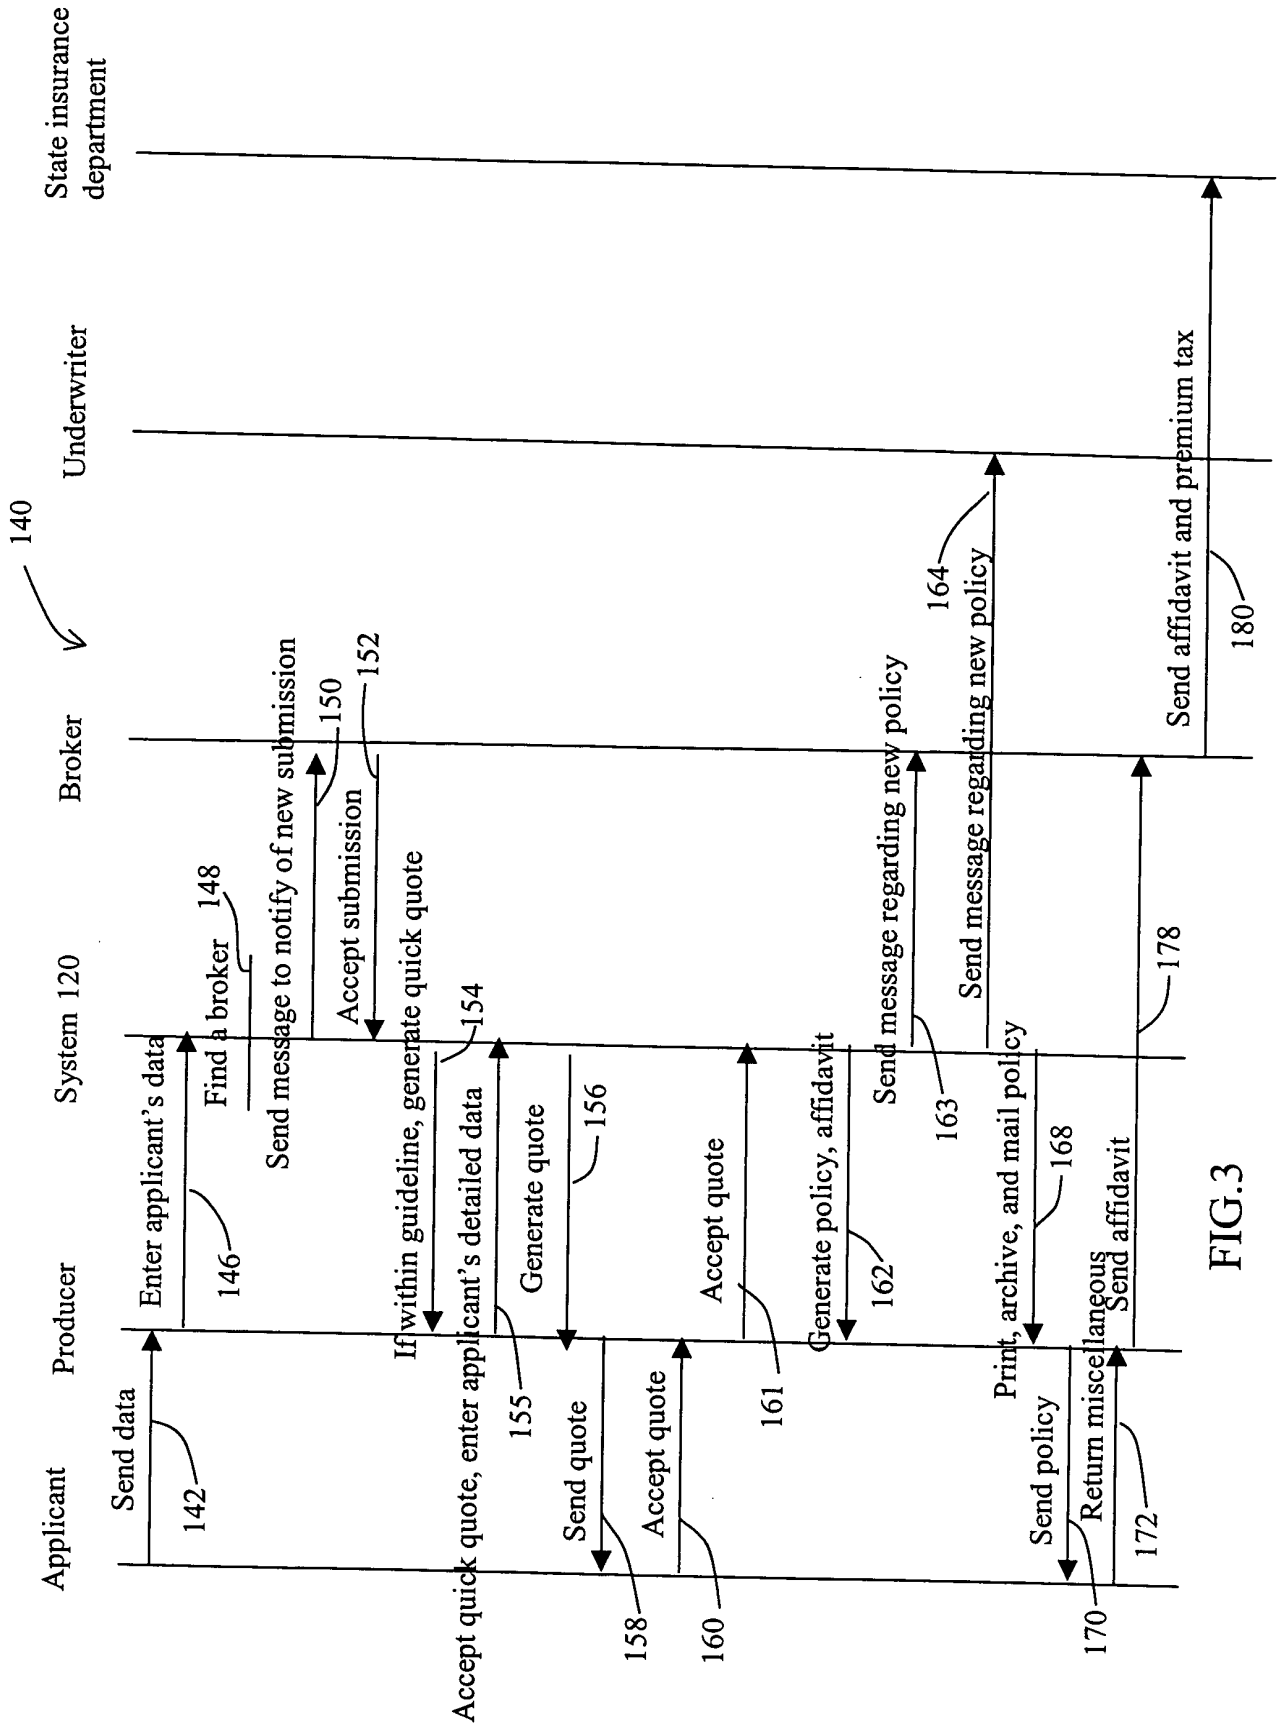 140
Applicant
Producer
System 120
Broker
Underwriter
State insurance
department
Send data
142
Enter applicant's data
146
Find a broker
148
Send message to notify of new submission
150
Accept submission
152
If within guideline, generate quick quote
154
Accept quick quote, enter applicant's detailed data
155
Generate quote
156
Send quote
158
Accept quote
160
Accept quote
161
Generate policy, affidavit
162
Send message regarding new policy
163
Send message regarding new policy
164
Print, archive, and mail policy
168
Send policy
170
Return miscellaneous
172
Send affidavit
178
Send affidavit and premium tax
180
FIG.3